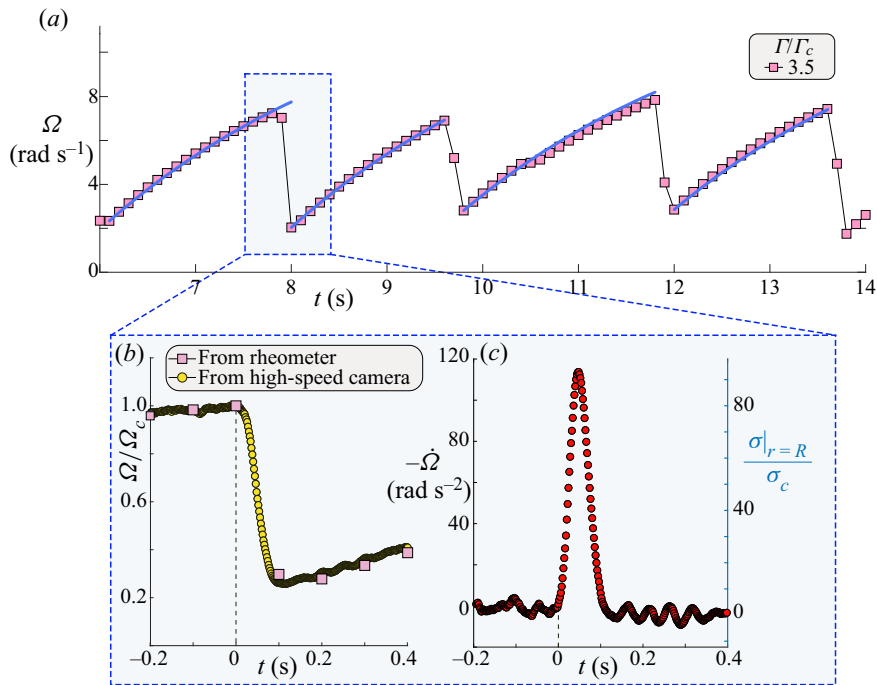 (a)
Γ/Γc
3.5
8
Ω
(rad s−1)
4
0
7 8 9 10 11 12 13 14
t (s)
(b)
From rheometer
From high-speed camera
1.0
Ω/Ωc
0.6
0.2
−0.2 0 0.2 0.4
t (s)
(c)
120
80
−Ω̇
(rad s−2)
40
0
−0.2 0 0.2 0.4
t (s)
80
σ|r = R
σc
40
0